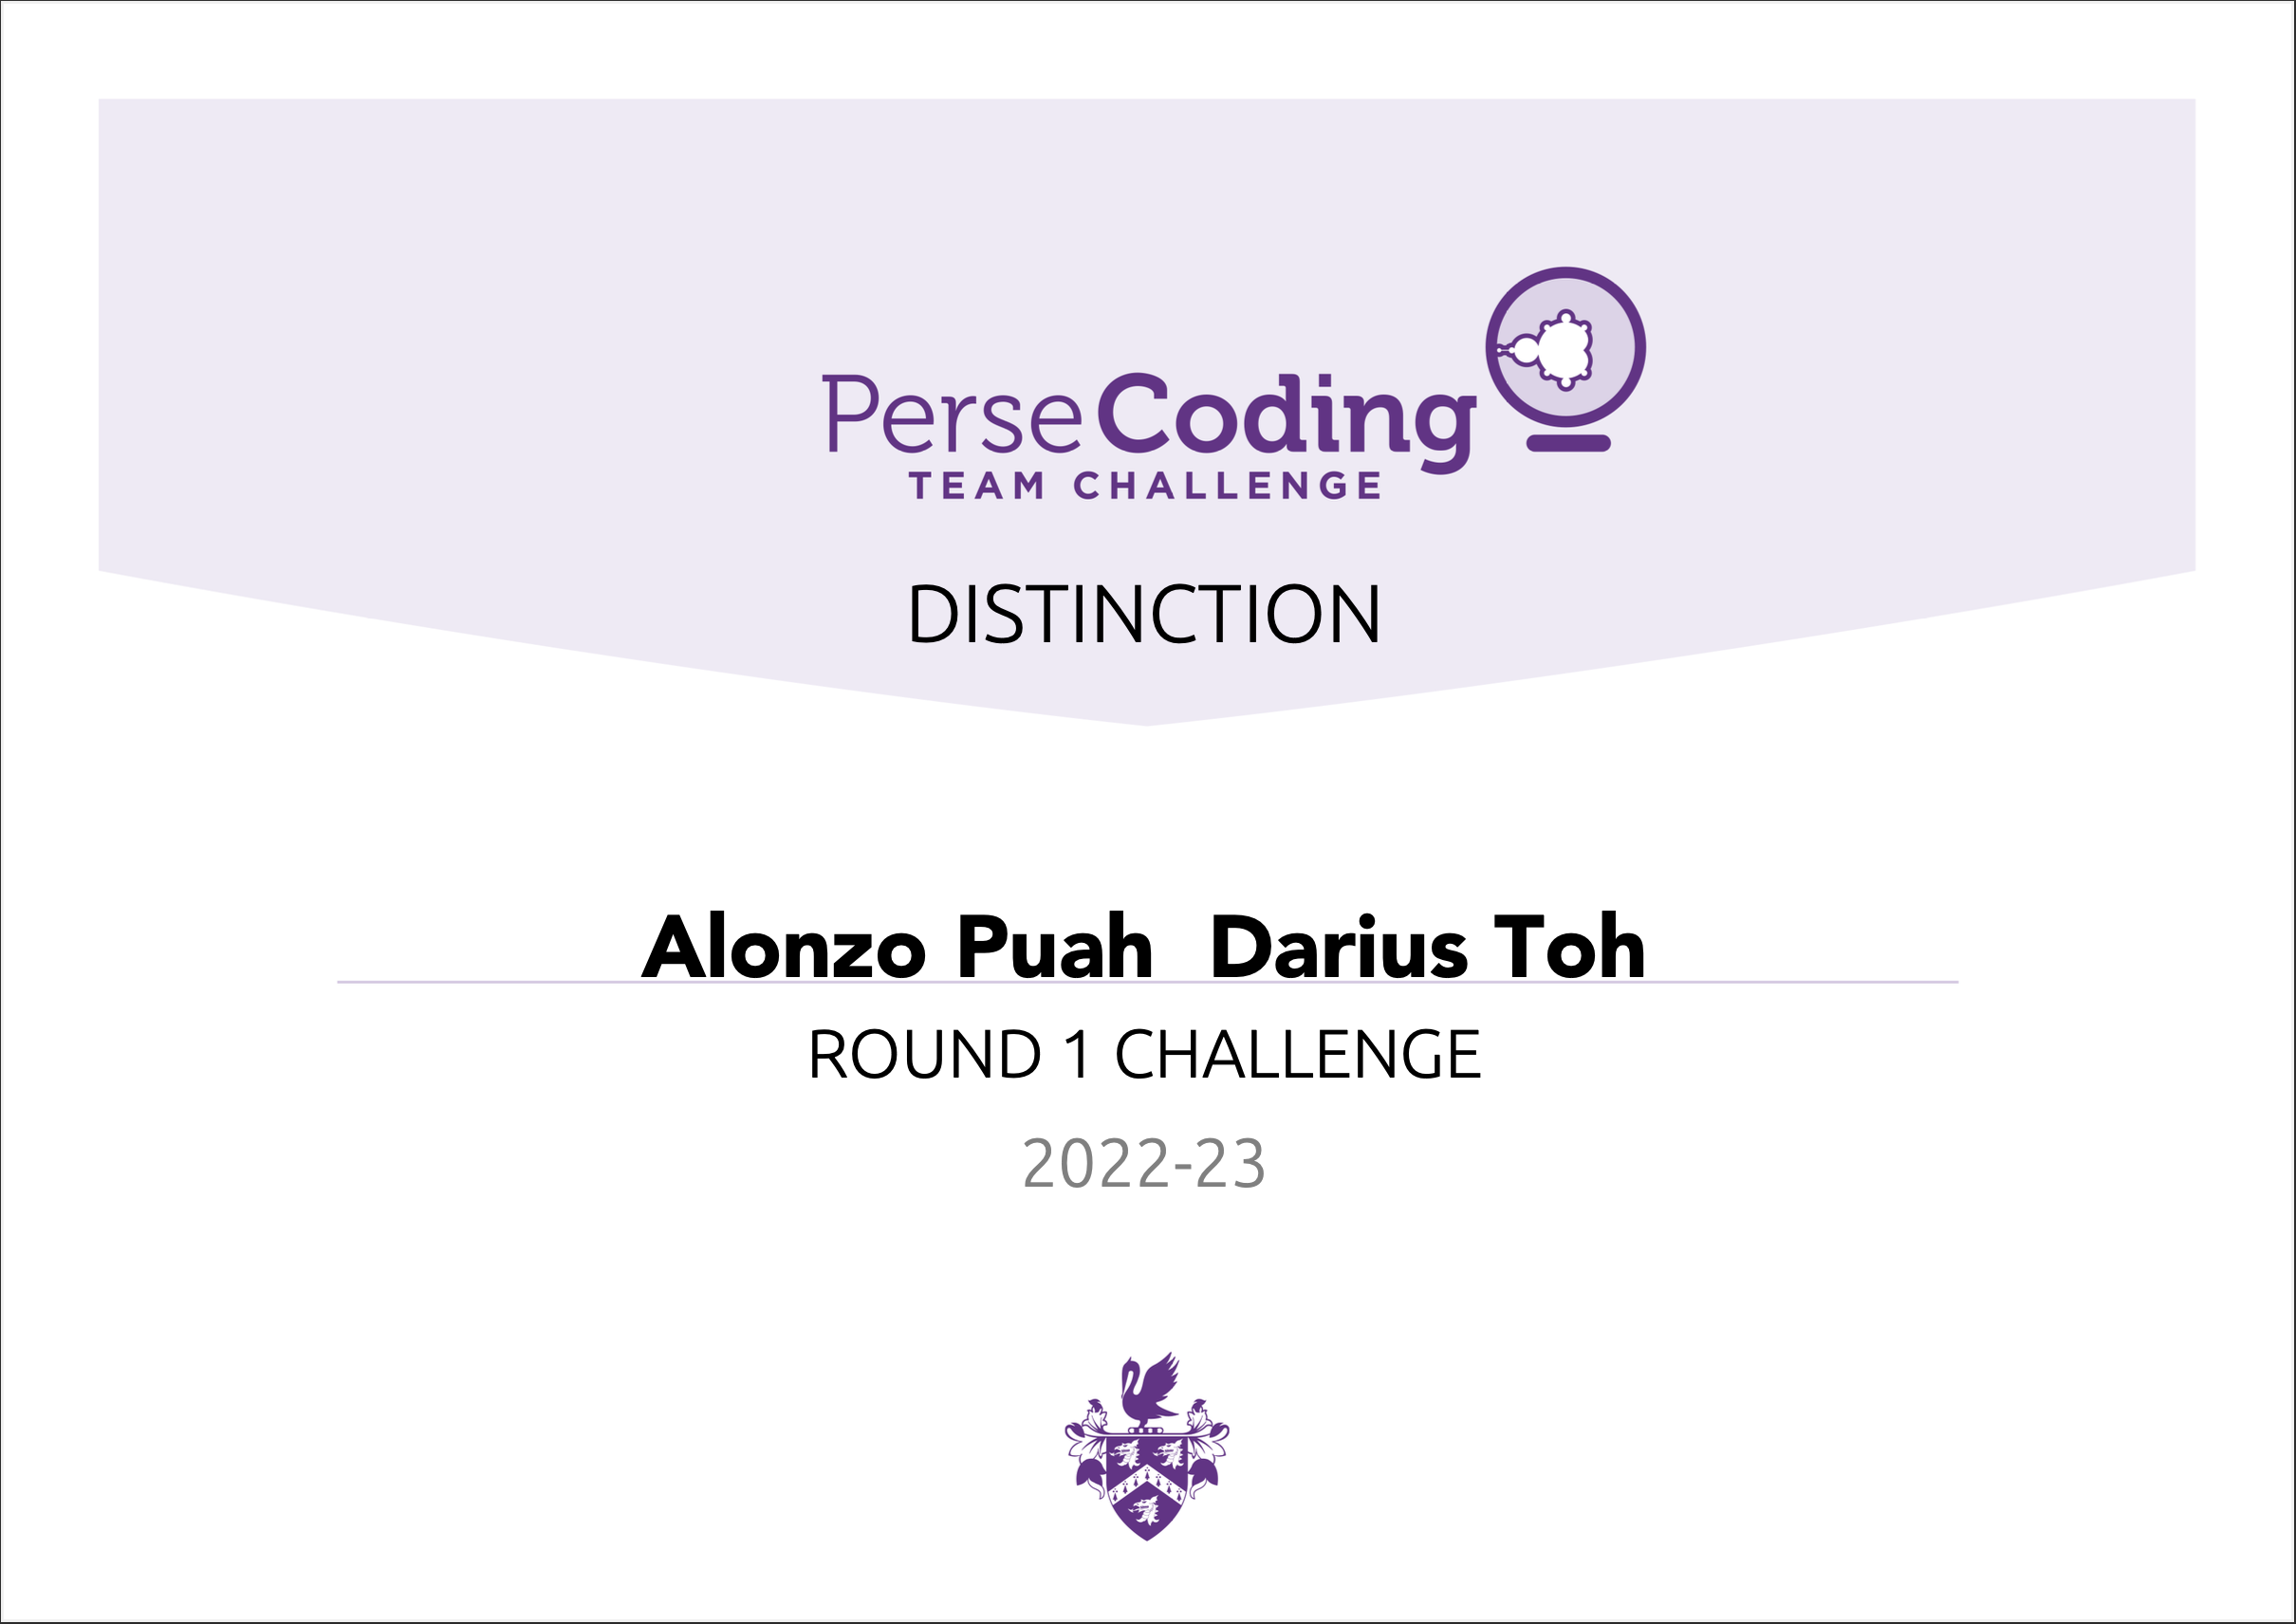 PerseCoding
TEAM CHALLENGE
DISTINCTION
Alonzo Puah  Darius Toh
ROUND 1 CHALLENGE
2022-23